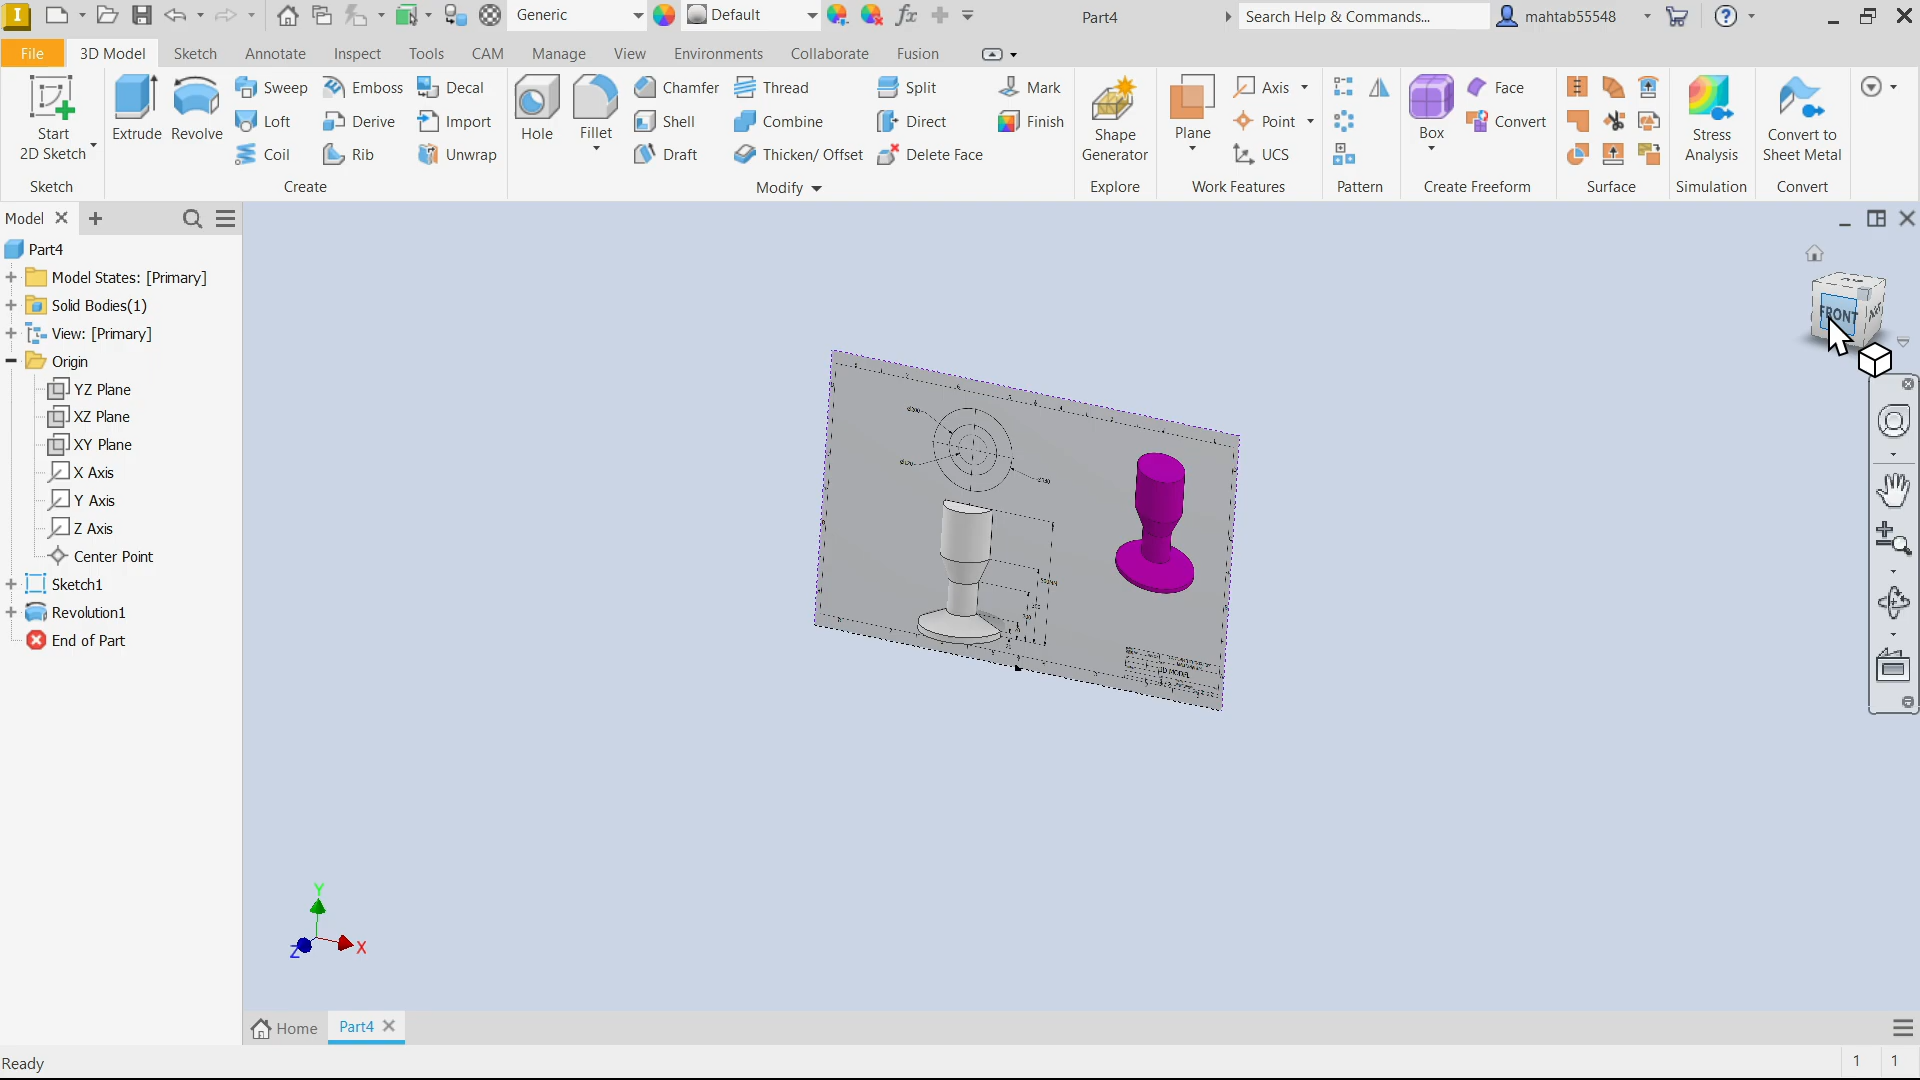 Generic
Default
Part4
Search Help & Commands...
mahtab55548
File
3D Model
Sketch
Annotate
Inspect
Tools
CAM
Manage
View
Environments
Collaborate
Fusion
Start
2D Sketch
Sketch
Extrude
Revolve
Sweep
Loft
Coil
Emboss
Derive
Rib
Decal
Import
Unwrap
Create
Hole
Fillet
Chamfer
Shell
Draft
Thread
Combine
Thicken/ Offset
Split
Direct
Delete Face
Mark
Finish
Modify
Shape
Generator
Explore
Plane
Axis
Point
UCS
Work Features
Pattern
Box
Face
Convert
Create Freeform
Surface
Stress
Analysis
Simulation
Convert to
Sheet Metal
Convert
Model
Part4
Model States: [Primary]
Solid Bodies(1)
View: [Primary]
Origin
YZ Plane
XZ Plane
XY Plane
X Axis
Y Axis
Z Axis
Center Point
Sketch1
Revolution1
End of Part
FRONT
3D MODEL
Y
X
Z
Home
Part4
Ready
1
1